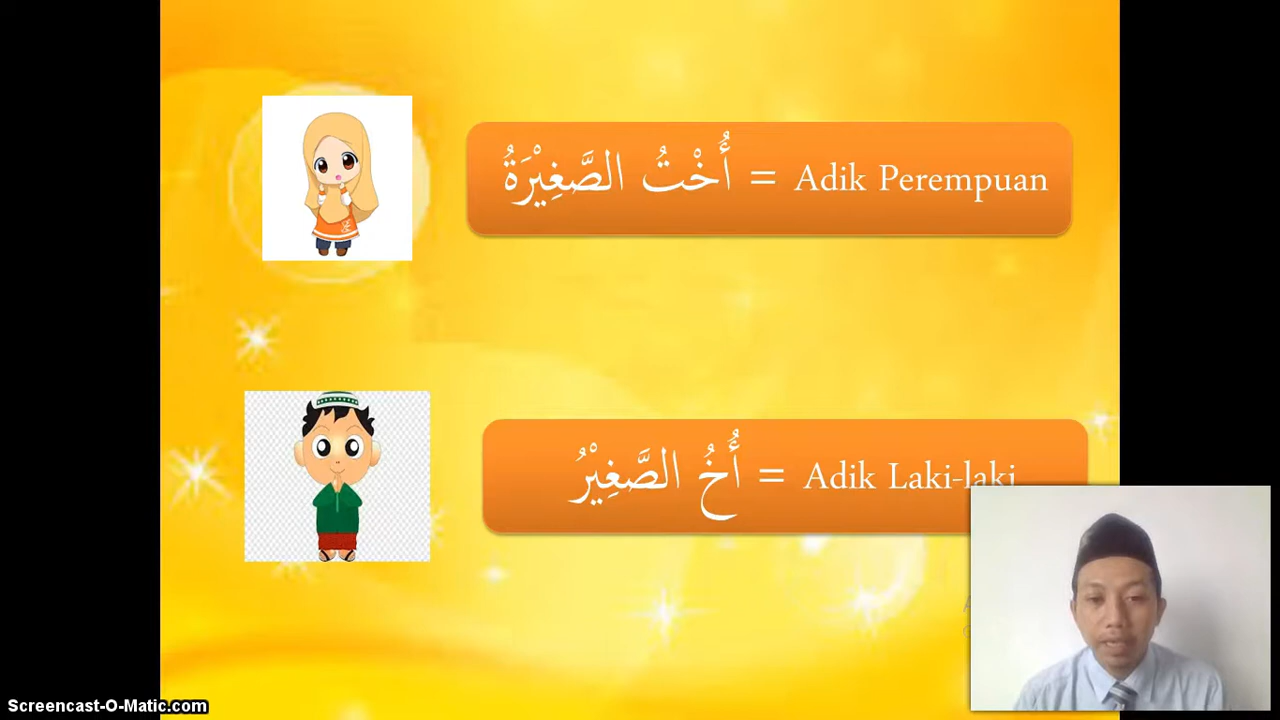 أُخْتُ الصَّغِيْرَةُ = Adik Perempuan
أُخُ الصَّغِيْرُ = Adik Laki-laki
Screencast-O-Matic.com